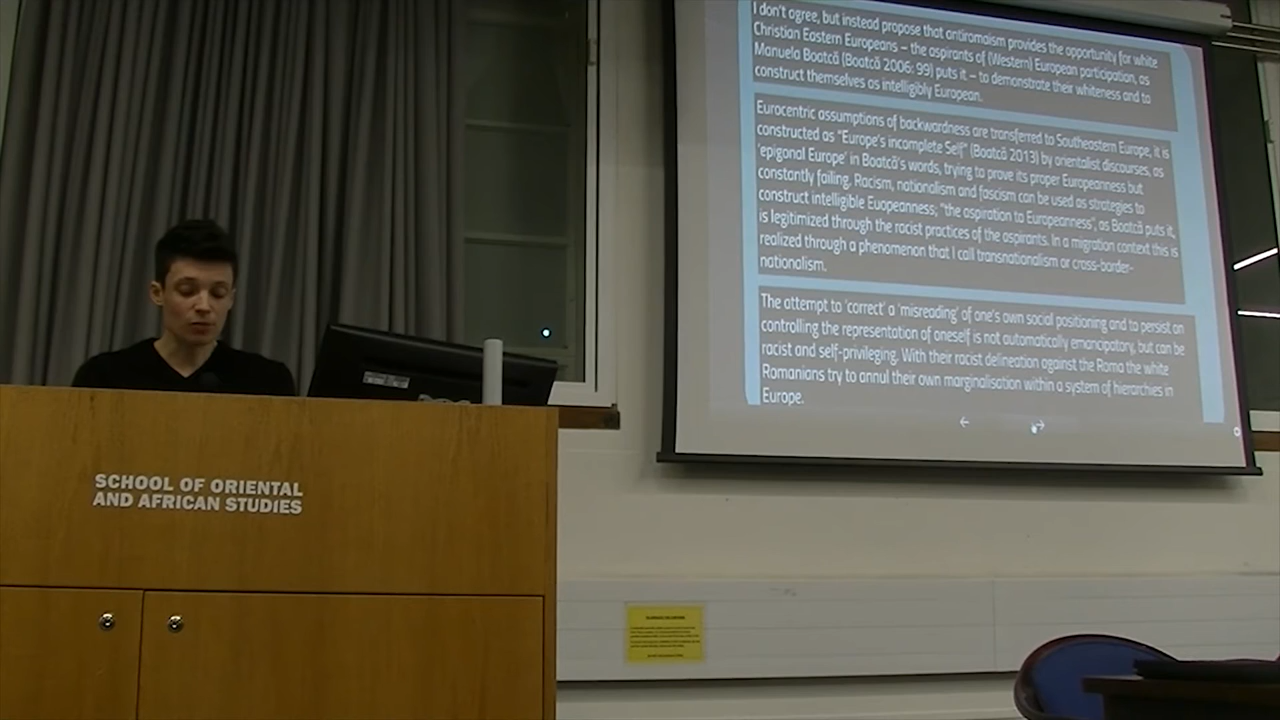 I don't agree, but instead propose that antiromaism provides the opportunity for white
Christian Eastern Europeans – the aspirants of (Western) European participation, as
Manuela Boatcă (Boatcă 2006: 99) puts it – to demonstrate their whiteness and to
construct themselves as intelligibly European.
Eurocentric assumptions of backwardness are transferred to Southeastern Europe, it is
constructed as "Europe's incomplete Self" (Boatcă 2013) by orientalist discourses, as
'epigonal Europe' in Boatcă's words, trying to prove its proper Europeanness but
constantly failing. Racism, nationalism and fascism can be used as strategies to
construct intelligible Euopeanness; "the aspiration to Europeanness", as Boatcă puts it,
is legitimized through the racist practices of the aspirants. In a migration context this is
realized through a phenomenon that I call transnationalism or cross-border-
nationalism.
The attempt to 'correct' a 'misreading' of one's own social positioning and to persist on
controlling the representation of oneself is not automatically emancipatory, but can be
racist and self-privileging. With their racist delineation against the Roma the white
Romanians try to annul their own marginalisation within a system of hierarchies in
Europe.
SCHOOL OF ORIENTAL
AND AFRICAN STUDIES